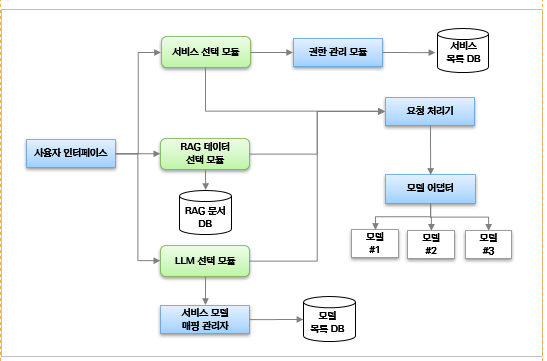 서비스 선택 모듈
권한 관리 모듈
서비스
목록 DB
요청 처리기
사용자 인터페이스
RAG 데이터
선택 모듈
모델 어댑터
RAG 문서
DB
모델
#1
모델
#2
모델
#3
LLM 선택 모듈
서비스 모델
매핑 관리자
모델
목록 DB